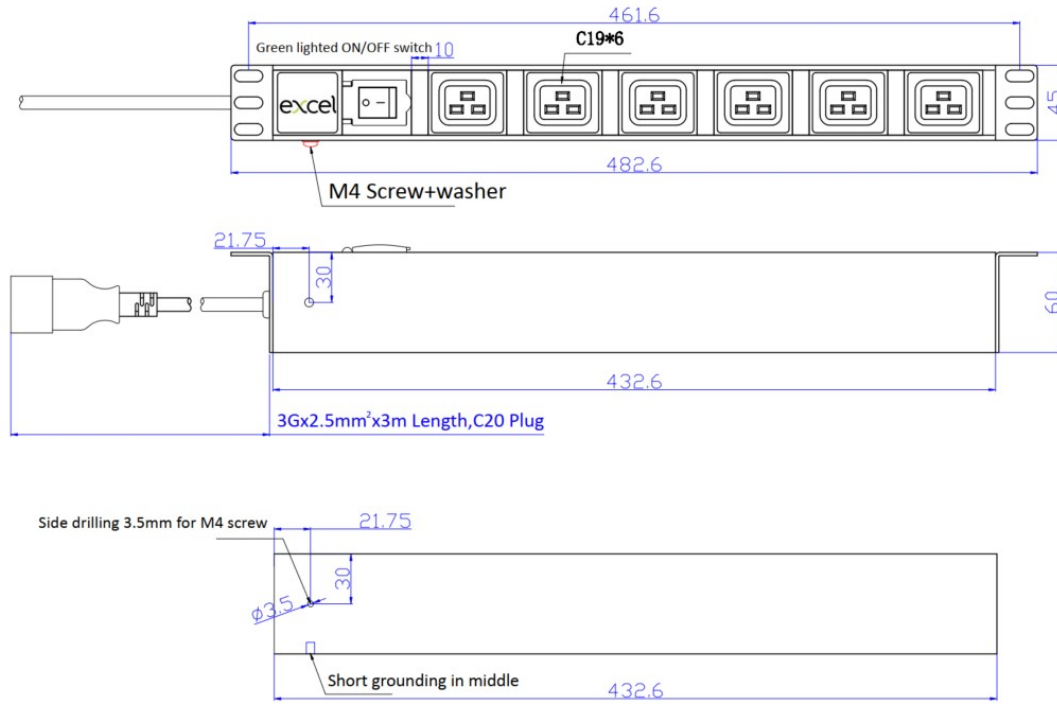 461.6
Green lighted ON/OFF switch
10
C19*6
excel
45
482.6
M4 Screw+washer
21.75
30
60
432.6
3Gx2.5mm²x3m Length,C20 Plug
Side drilling 3.5mm for M4 screw
21.75
30
ø3.5
Short grounding in middle
432.6